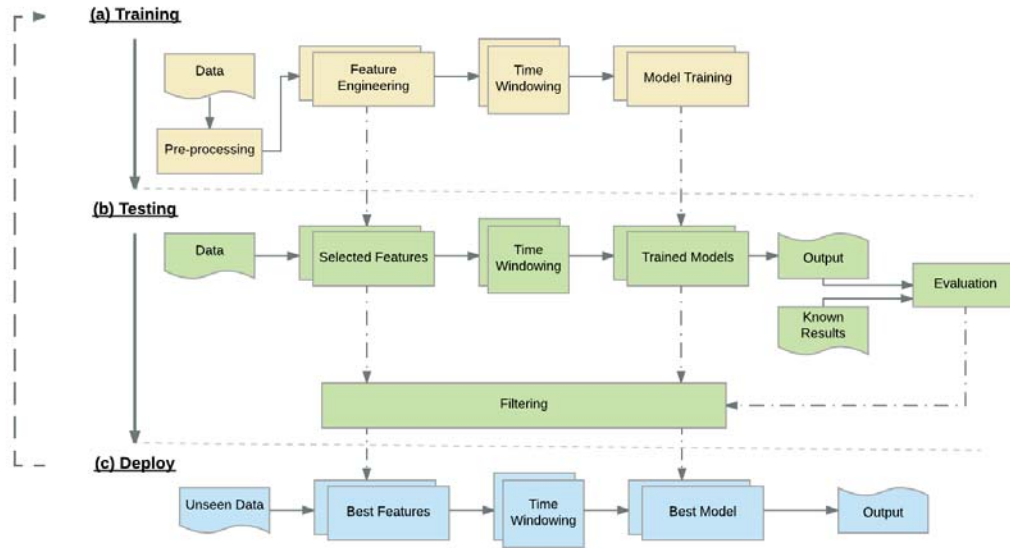 (a) Training
Data
Feature
Engineering
Time
Windowing
Model Training
Pre-processing
(b) Testing
Data
Selected Features
Time
Windowing
Trained Models
Output
Evaluation
Known
Results
Filtering
(c) Deploy
Unseen Data
Best Features
Time
Windowing
Best Model
Output